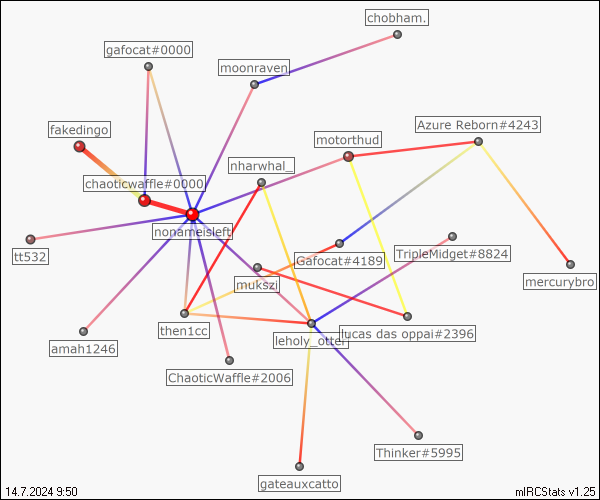 chobham.
gafocat#0000
moonraven
Azure Reborn#4243
fakedingo
motorthud
nharwhal_
chaoticwaffle#0000
nonameisleft
tt532
Gafocat#4189
TripleMidget#8824
mukszi
mercurybro
then1cc
leholy_otter
lucas das oppai#2396
amah1246
ChaoticWaffle#2006
Thinker#5995
gateauxcatto
14.7.2024 9:50
mIRCStats v1.25